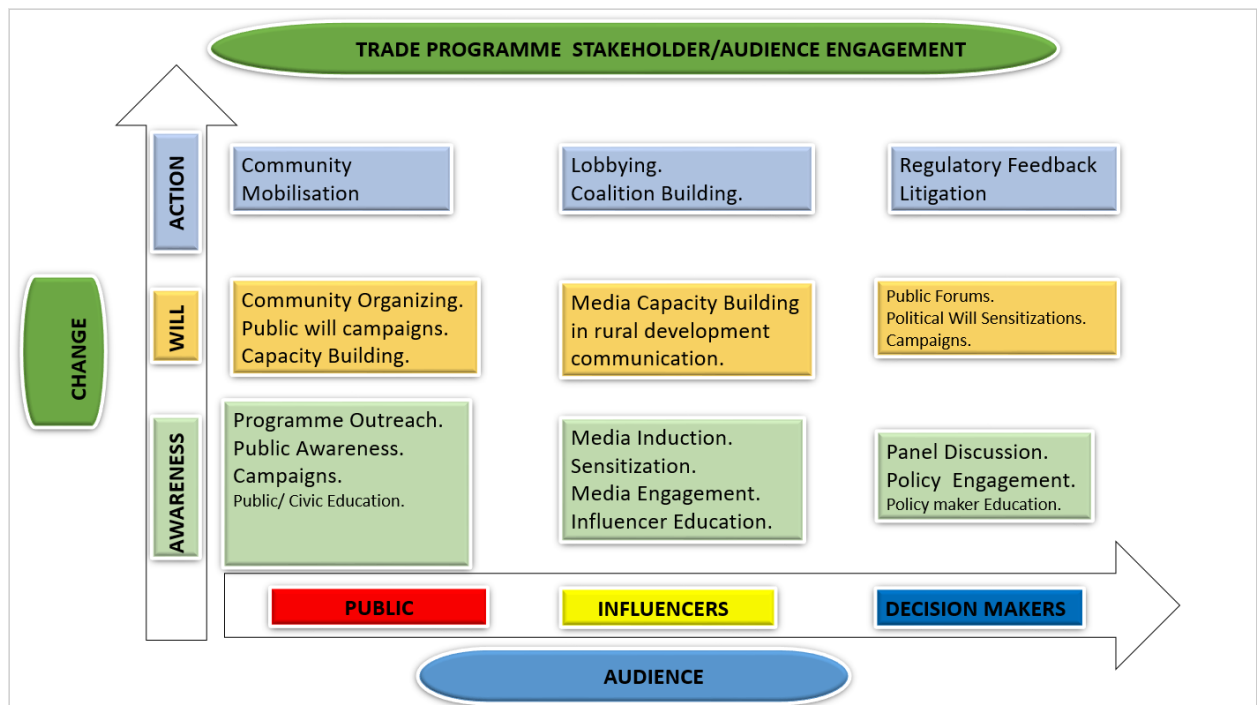 TRADE PROGRAMME  STAKEHOLDER/AUDIENCE ENGAGEMENT
ACTION
Community
Mobilisation
Lobbying.
Coalition Building.
Regulatory Feedback
Litigation
CHANGE
WILL
Community Organizing.
Public will campaigns.
Capacity Building.
Media Capacity Building
in rural development
communication.
Public Forums.
Political Will Sensitizations.
Campaigns.
AWARENESS
Programme Outreach.
Public Awareness.
Campaigns.
Public/ Civic Education.
Media Induction.
Sensitization.
Media Engagement.
Influencer Education.
Panel Discussion.
Policy  Engagement.
Policy maker Education.
PUBLIC
INFLUENCERS
DECISION MAKERS
AUDIENCE